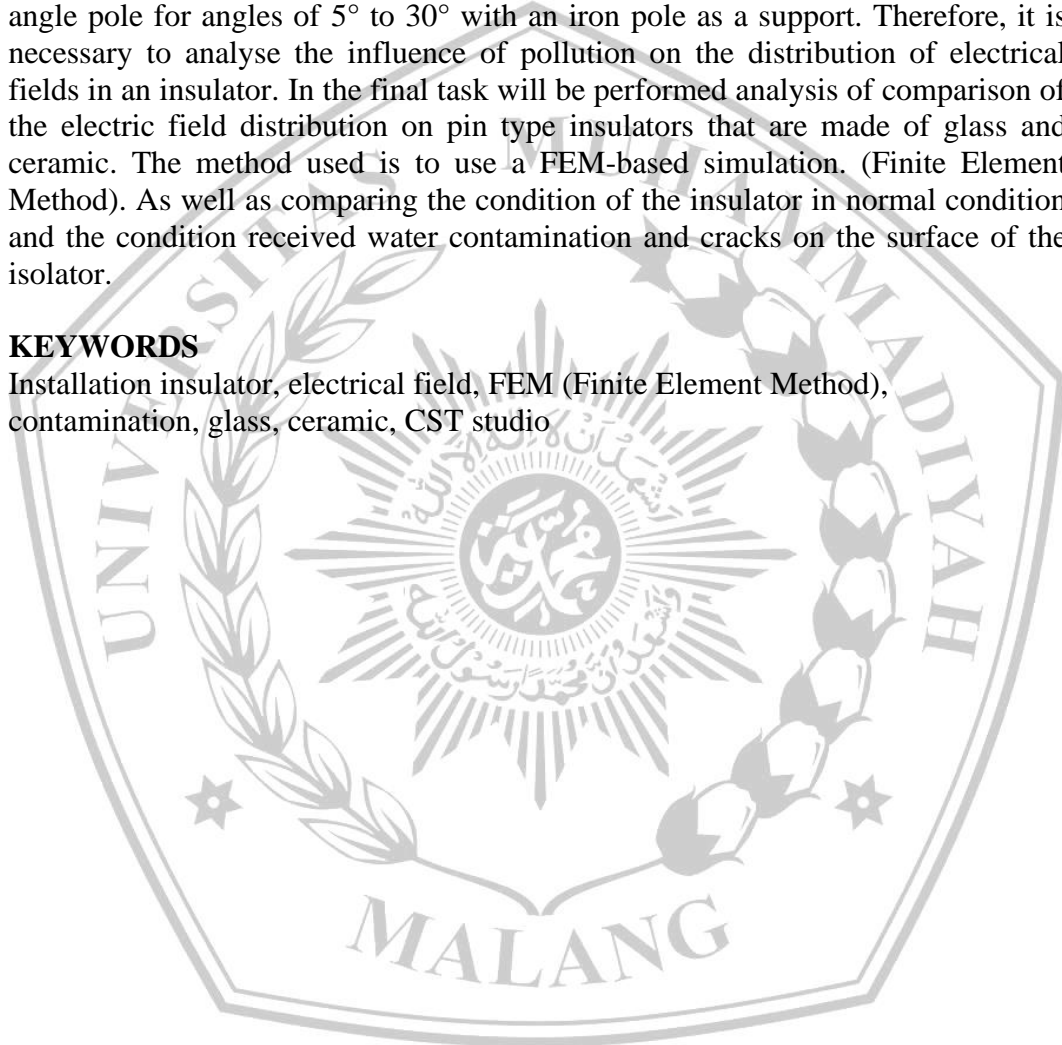 angle pole for angles of 5° to 30° with an iron pole as a support. Therefore, it is
necessary to analyse the influence of pollution on the distribution of electrical
fields in an insulator. In the final task will be performed analysis of comparison of
the electric field distribution on pin type insulators that are made of glass and
ceramic. The method used is to use a FEM-based simulation. (Finite Element
Method). As well as comparing the condition of the insulator in normal condition
and the condition received water contamination and cracks on the surface of the
isolator.
KEYWORDS
Installation insulator, electrical field, FEM (Finite Element Method),
contamination, glass, ceramic, CST studio
UNIVERSITAS MUHAMMADIYAH
MALANG